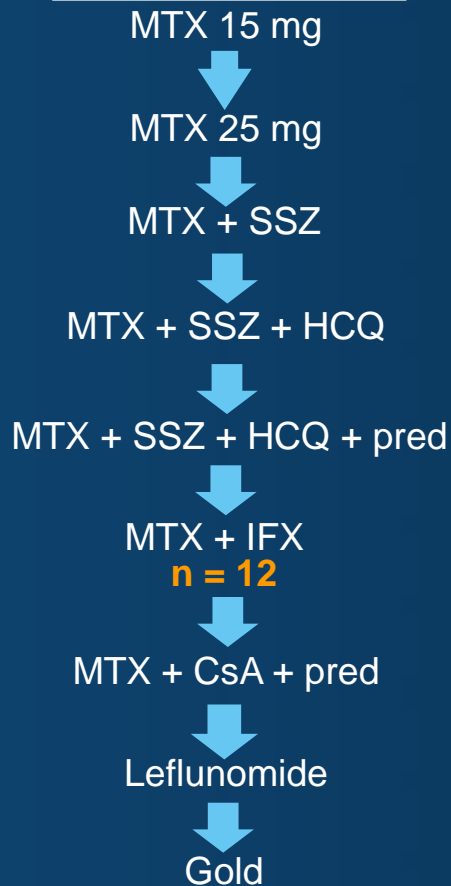 MTX 15 mg
MTX 25 mg
MTX + SSZ
MTX + SSZ + HCQ
MTX + SSZ + HCQ + pred
MTX + IFX
n = 12
MTX + CsA + pred
Leflunomide
Gold